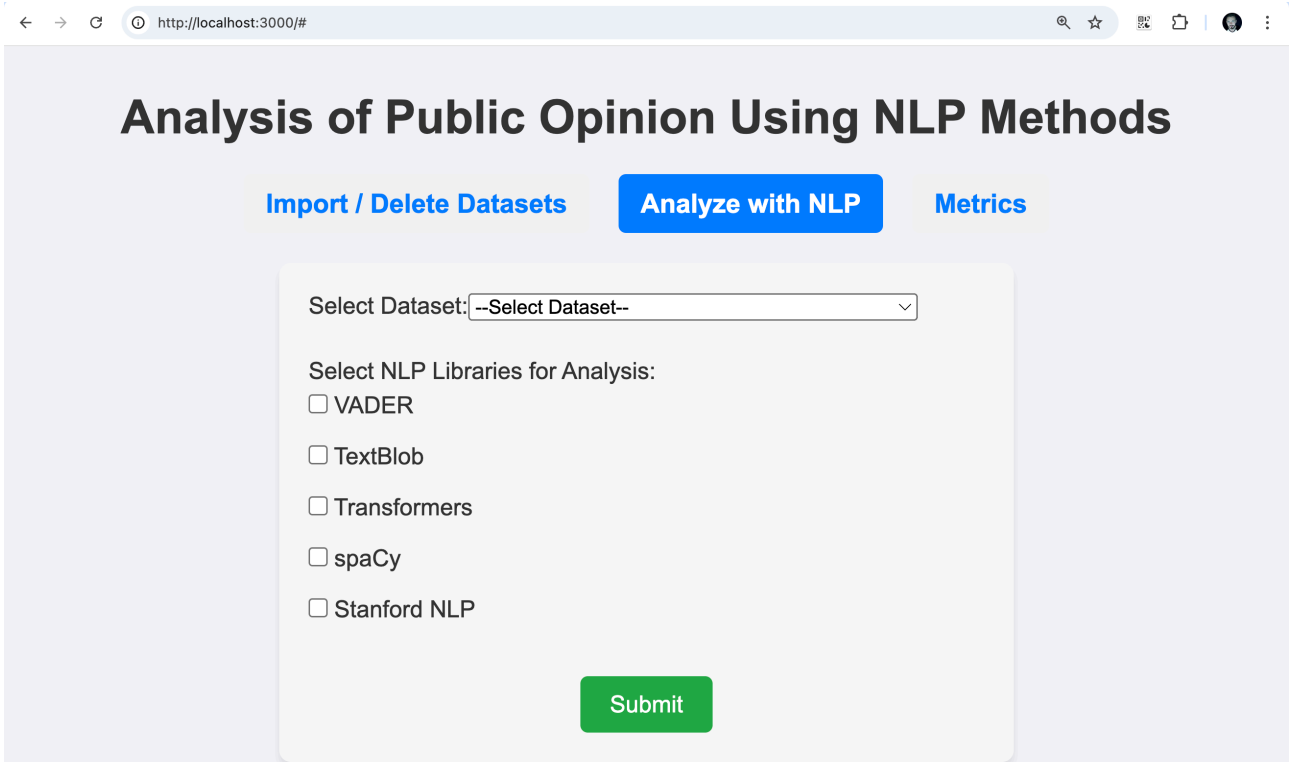 http://localhost:3000/#
Analysis of Public Opinion Using NLP Methods
Import / Delete Datasets Analyze with NLP Metrics
Select Dataset: --Select Dataset--
Select NLP Libraries for Analysis:
VADER
TextBlob
Transformers
spaCy
Stanford NLP
Submit